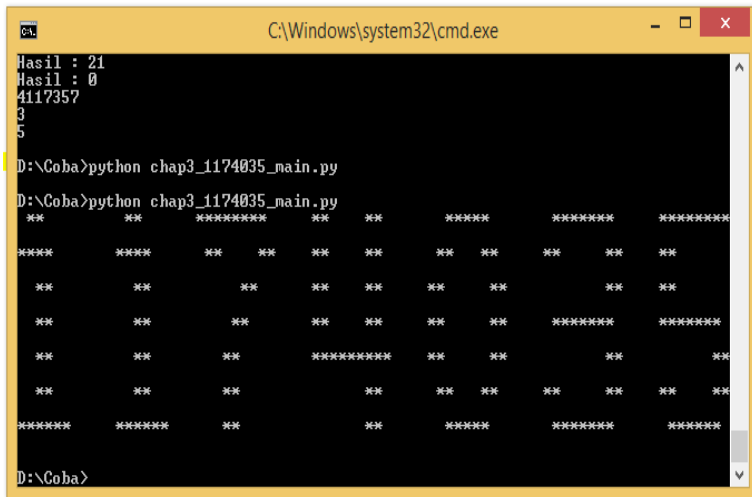 C:\Windows\system32\cmd.exe
Hasil : 21
Hasil : 0
4117357
3
5
D:\Coba>python chap3_1174035_main.py
D:\Coba>python chap3_1174035_main.py
 **         **   ********     **    **       *****       *******     ********
****       ****    **    **    **    **      **   **     **     **    **
  **         **        **      **    **     **     **           **    **
  **         **       **       **    **     **     **     *******     *******
  **         **      **        *********    **     **           **          **
  **         **      **              **      **   **     **     **    **    **
******     ******    **              **       *****       *******      ******
D:\Coba>